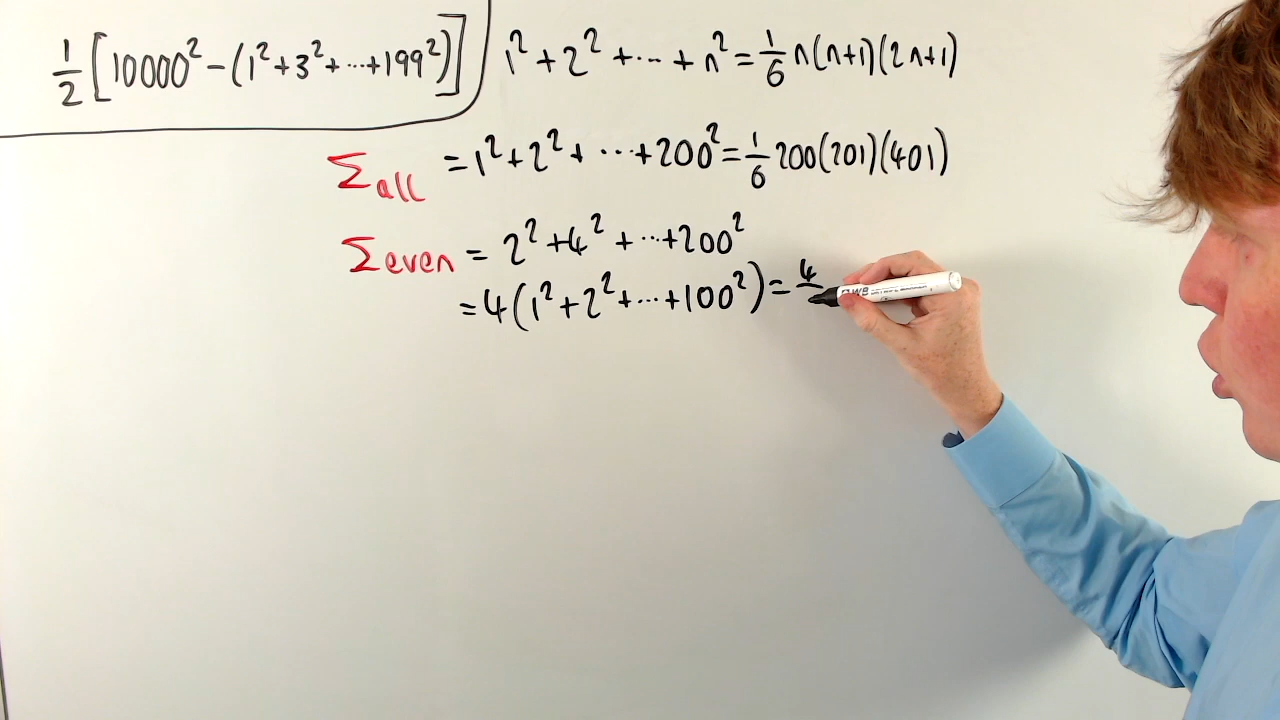 ½[10000² − (1² + 3² + ⋯ + 199²)]
1² + 2² + ⋯ + n² = ⅙ n(n+1)(2n+1)
Σall = 1² + 2² + ⋯ + 200² = ⅙ 200(201)(401)
Σeven = 2² + 4² + ⋯ + 200²
= 4(1² + 2² + ⋯ + 100²) = 4
WB